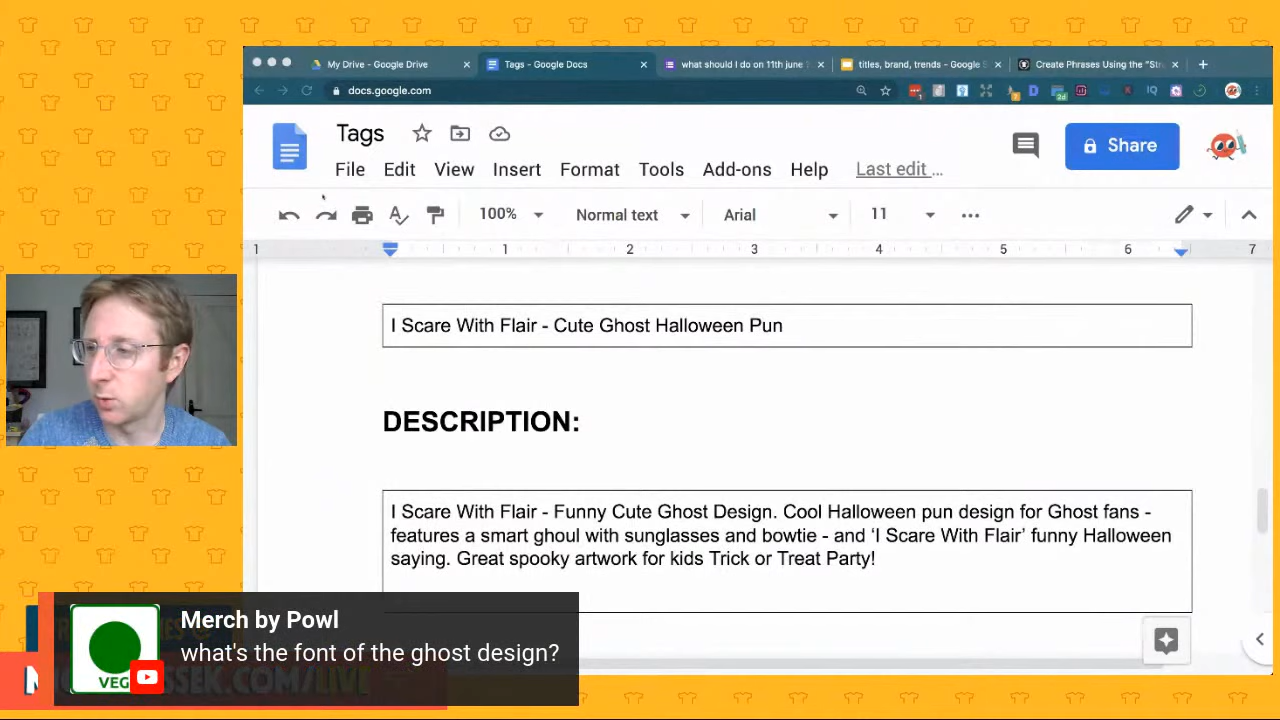 My Drive - Google Drive
Tags - Google Docs
what should I do on 11th june
titles, brand, trends - Google S
Create Phrases Using the "Str
docs.google.com
Tags
Share
File Edit View Insert Format Tools Add-ons Help Last edit ...
100% Normal text Arial 11
1 1 2 3 4 5 6 7
I Scare With Flair - Cute Ghost Halloween Pun
DESCRIPTION:
I Scare With Flair - Funny Cute Ghost Design. Cool Halloween pun design for Ghost fans -
features a smart ghoul with sunglasses and bowtie - and ‘I Scare With Flair’ funny Halloween
saying. Great spooky artwork for kids Trick or Treat Party!
Merch by Powl
what's the font of the ghost design?
VEG